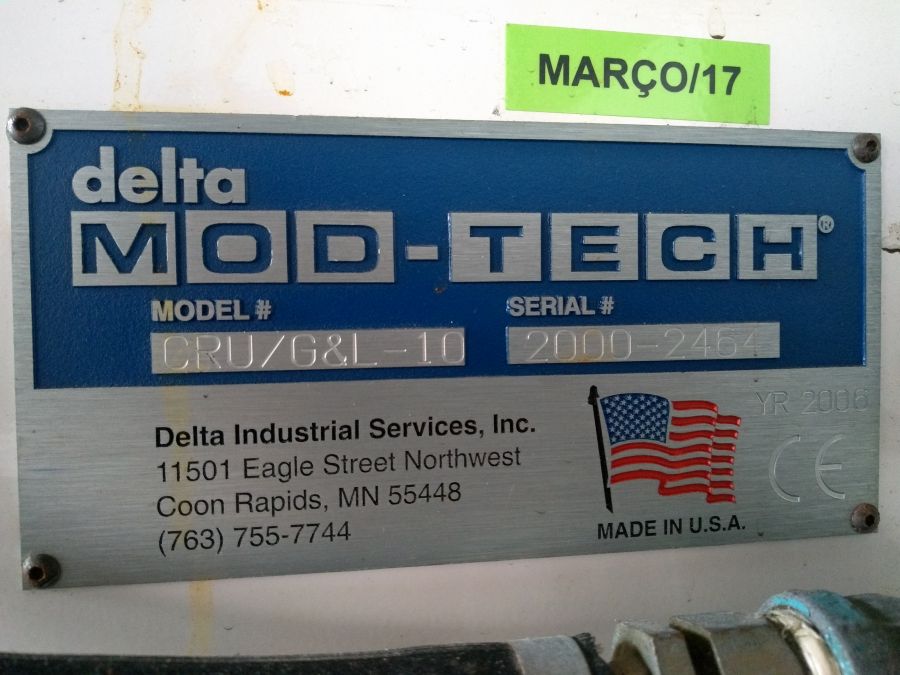 MARÇO/17
delta
MOD-TECH®
MODEL # SERIAL #
CRU/G&L-10 2000-2464
YR 2006
Delta Industrial Services, Inc.
11501 Eagle Street Northwest
Coon Rapids, MN 55448
(763) 755-7744
CE
MADE IN U.S.A.